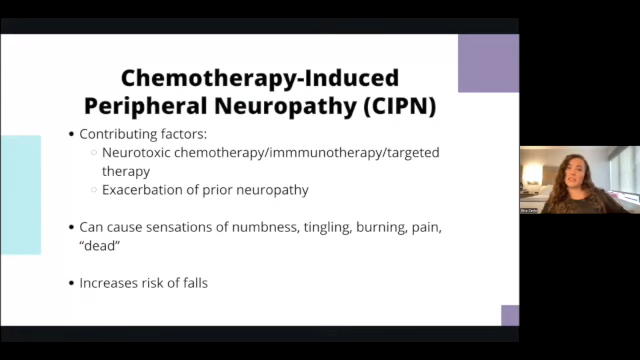 Chemotherapy-Induced
Peripheral Neuropathy (CIPN)
• Contributing factors:
○ Neurotoxic chemotherapy/immmunotherapy/targeted
therapy
○ Exacerbation of prior neuropathy
• Can cause sensations of numbness, tingling, burning, pain,
“dead”
• Increases risk of falls